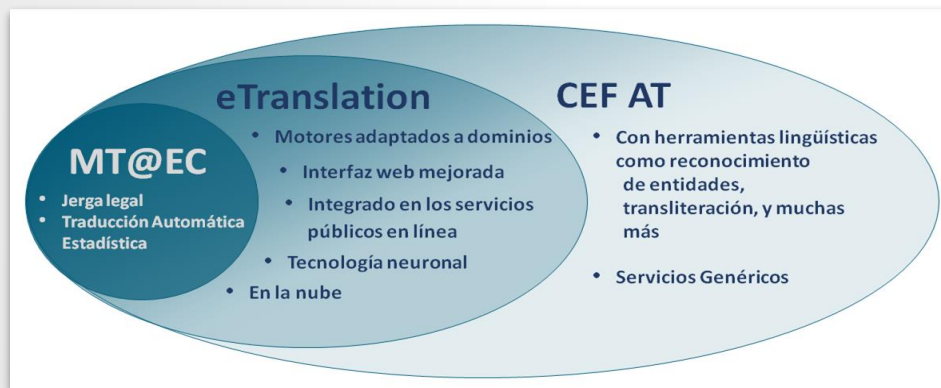 MT@EC
• Jerga legal
• Traducción Automática
Estadística
eTranslation
• Motores adaptados a dominios
• Interfaz web mejorada
• Integrado en los servicios
públicos en línea
• Tecnología neuronal
• En la nube
CEF AT
• Con herramientas lingüísticas
como reconocimiento
de entidades,
transliteración, y muchas
más
• Servicios Genéricos